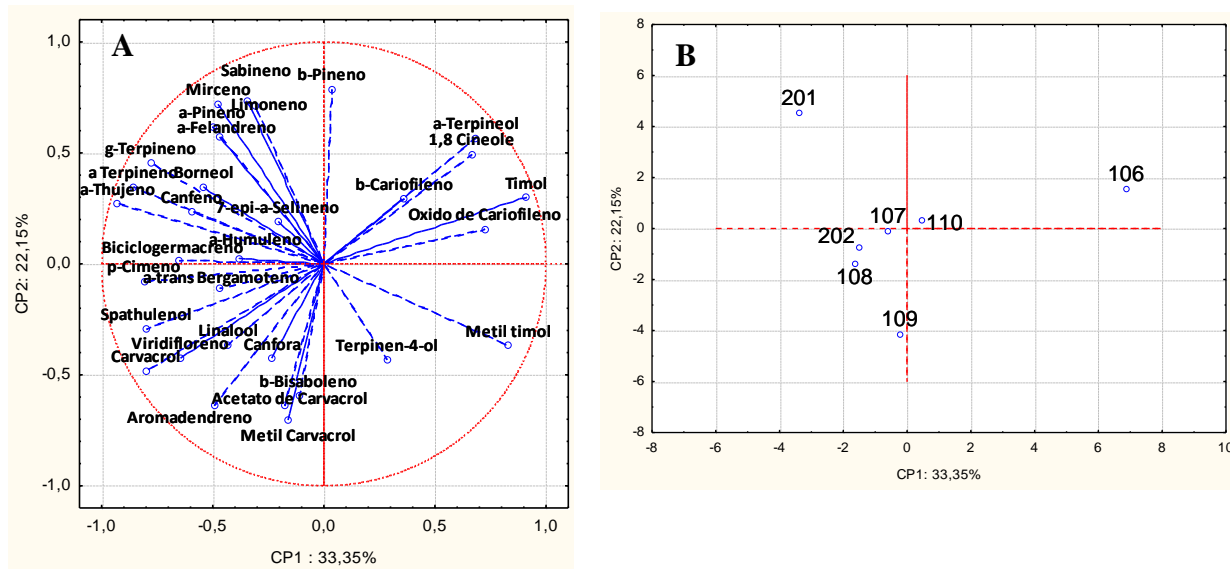 A
1,0
0,5
0,0
-0,5
-1,0
CP2: 22,15%
Sabineno
b-Pineno
Mirceno
Limoneno
a-Pineno
a-Felandreno
a-Terpineol
1,8 Cineole
g-Terpineno
a Terpineno
Borneol
a-Thujeno
Canfeno
b-Cariofileno
Timol
7-epi-a-Selineno
Oxido de Cariofileno
a-Humuleno
Biciclogermacreno
p-Cimeno
a-trans Bergamoteno
Spathulenol
Linalool
Viridifloreno
Canfora
Terpinen-4-ol
Metil timol
Carvacrol
b-Bisaboleno
Acetato de Carvacrol
Aromadendreno
Metil Carvacrol
-1,0 -0,5 0,0 0,5 1,0
CP1 : 33,35%
B
8
6
4
2
0
-2
-4
-6
-8
CP2: 22,15%
201
106
107
110
202
108
109
-8 -6 -4 -2 0 2 4 6 8 10
CP1: 33,35%